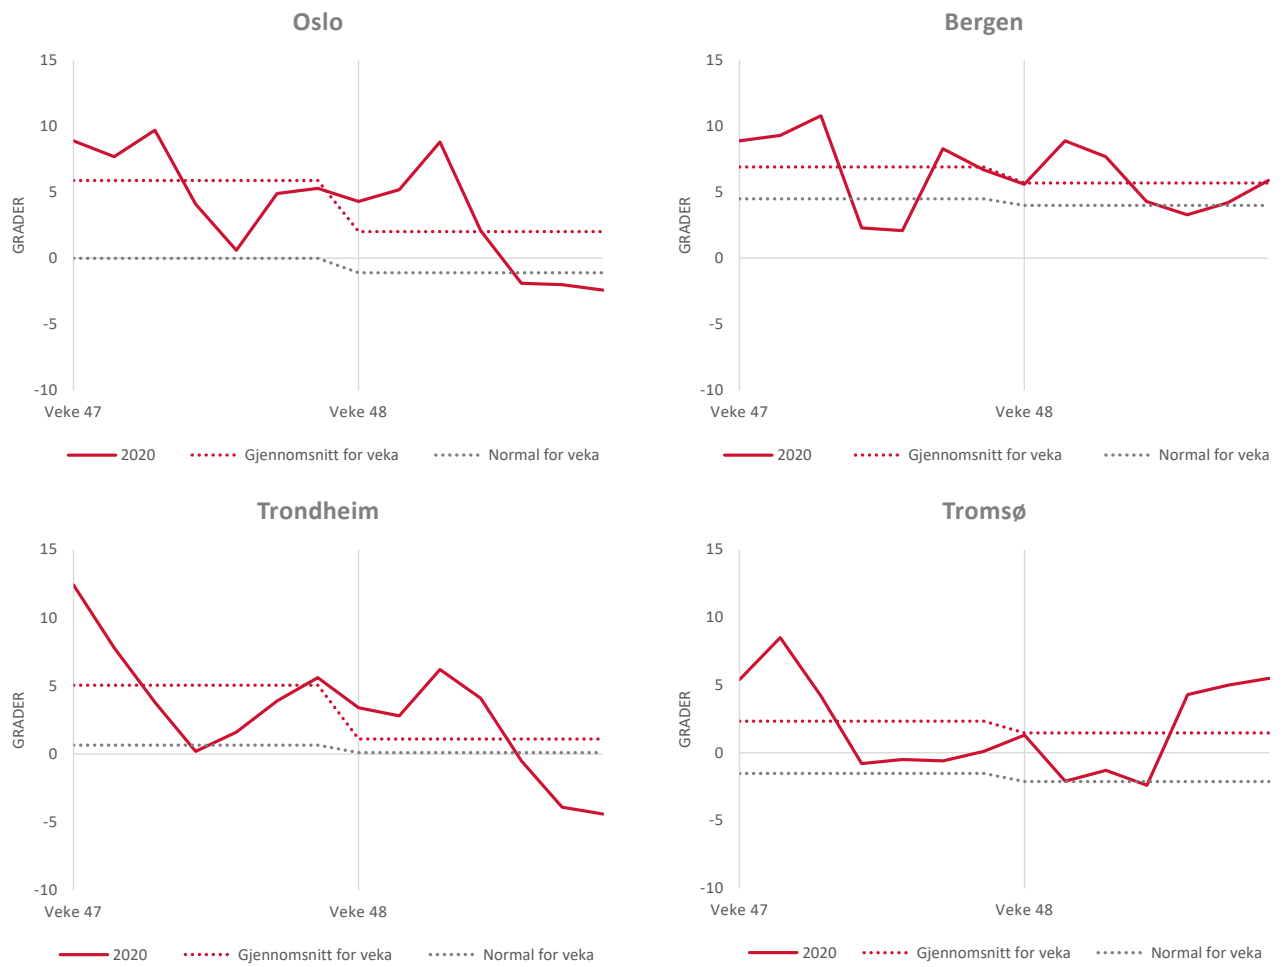 Oslo
15
10
5
0
-5
-10
GRADER
Veke 47
Veke 48
2020
Gjennomsnitt for veka
Normal for veka
Bergen
15
10
5
0
-5
-10
GRADER
Veke 47
Veke 48
2020
Gjennomsnitt for veka
Normal for veka
Trondheim
15
10
5
0
-5
-10
GRADER
Veke 47
Veke 48
2020
Gjennomsnitt for veka
Normal for veka
Tromsø
15
10
5
0
-5
-10
GRADER
Veke 47
Veke 48
2020
Gjennomsnitt for veka
Normal for veka